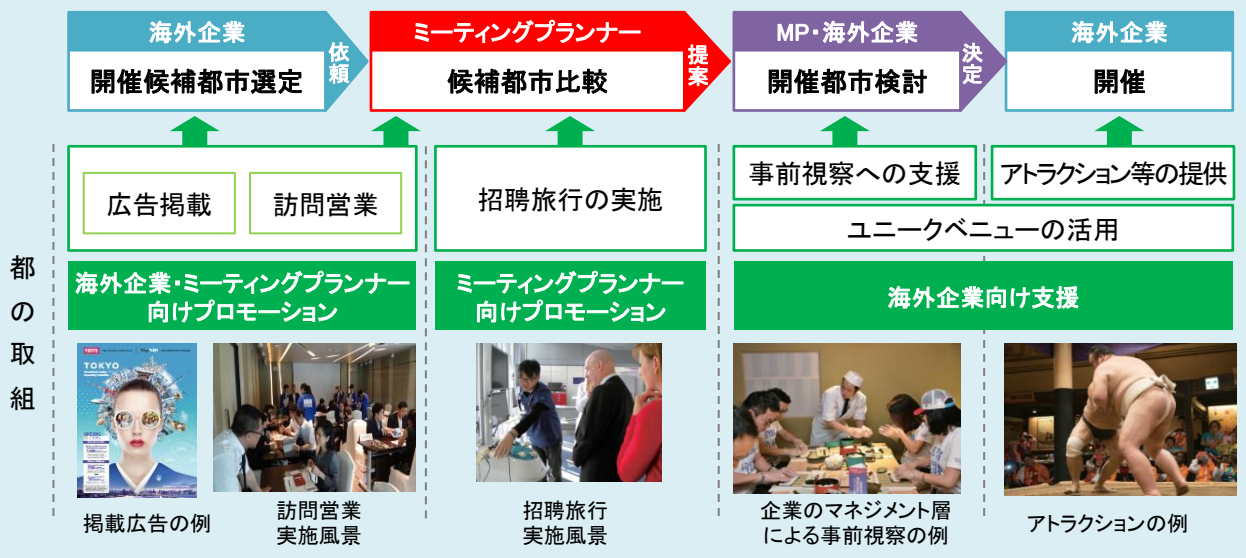 海外企業
開催候補都市選定
依頼
ミーティングプランナー
候補都市比較
提案
MP・海外企業
開催都市検討
決定
海外企業
開催
都の取組
広告掲載
訪問営業
招聘旅行の実施
事前視察への支援
アトラクション等の提供
ユニークベニューの活用
海外企業・ミーティングプランナー
向けプロモーション
ミーティングプランナー
向けプロモーション
海外企業向け支援
TOKYO
掲載広告の例
訪問営業
実施風景
招聘旅行
実施風景
企業のマネジメント層
による事前視察の例
アトラクションの例